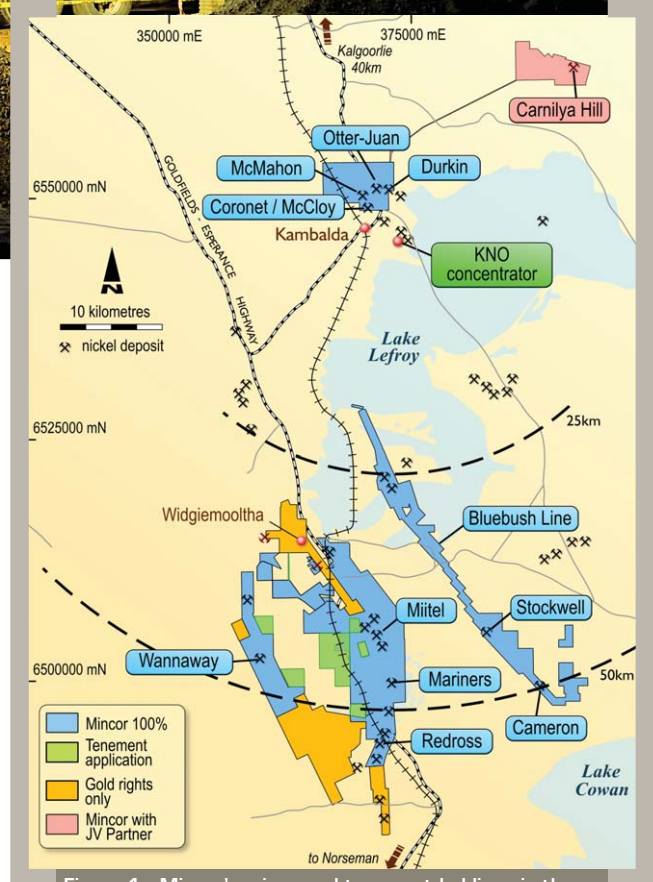 350000 mE
375000 mE
Kalgoorlie
40km
Carnilya Hill
Otter-Juan
McMahon
Durkin
6550000 mN
Coronet / McCloy
Kambalda
KNO
concentrator
GOLDFIELDS - ESPERANCE
HIGHWAY
N
10 kilometres
nickel deposit
Lake
Lefroy
25km
6525000 mN
Widgiemooltha
Bluebush Line
Miitel
Stockwell
Wannaway
6500000 mN
Mariners
50km
Cameron
Redross
Mincor 100%
Tenement
application
Gold rights
only
Mincor with
JV Partner
Lake
Cowan
to Norseman